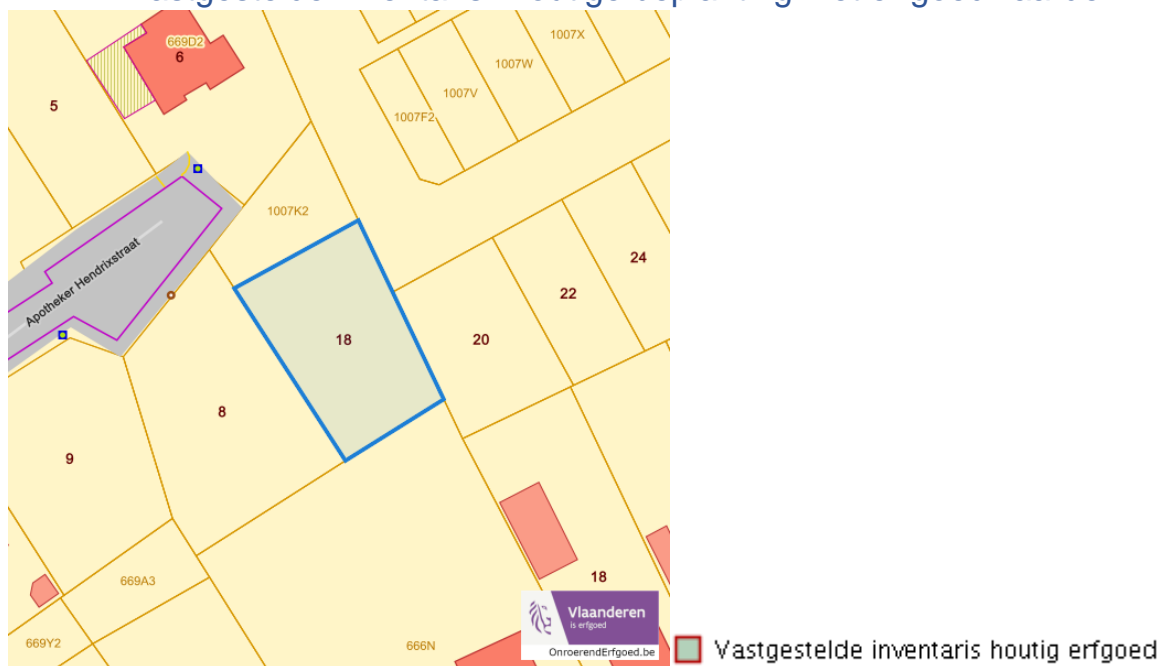 669D2
6
1007X
1007W
5
1007V
1007F2
1007K2
24
Apotheker Hendrixstraat
22
18
20
8
9
18
669A3
Vlaanderen
is erfgoed
669Y2
666N
OnroerendErfgoed.be
Vastgestelde inventaris houtig erfgoed